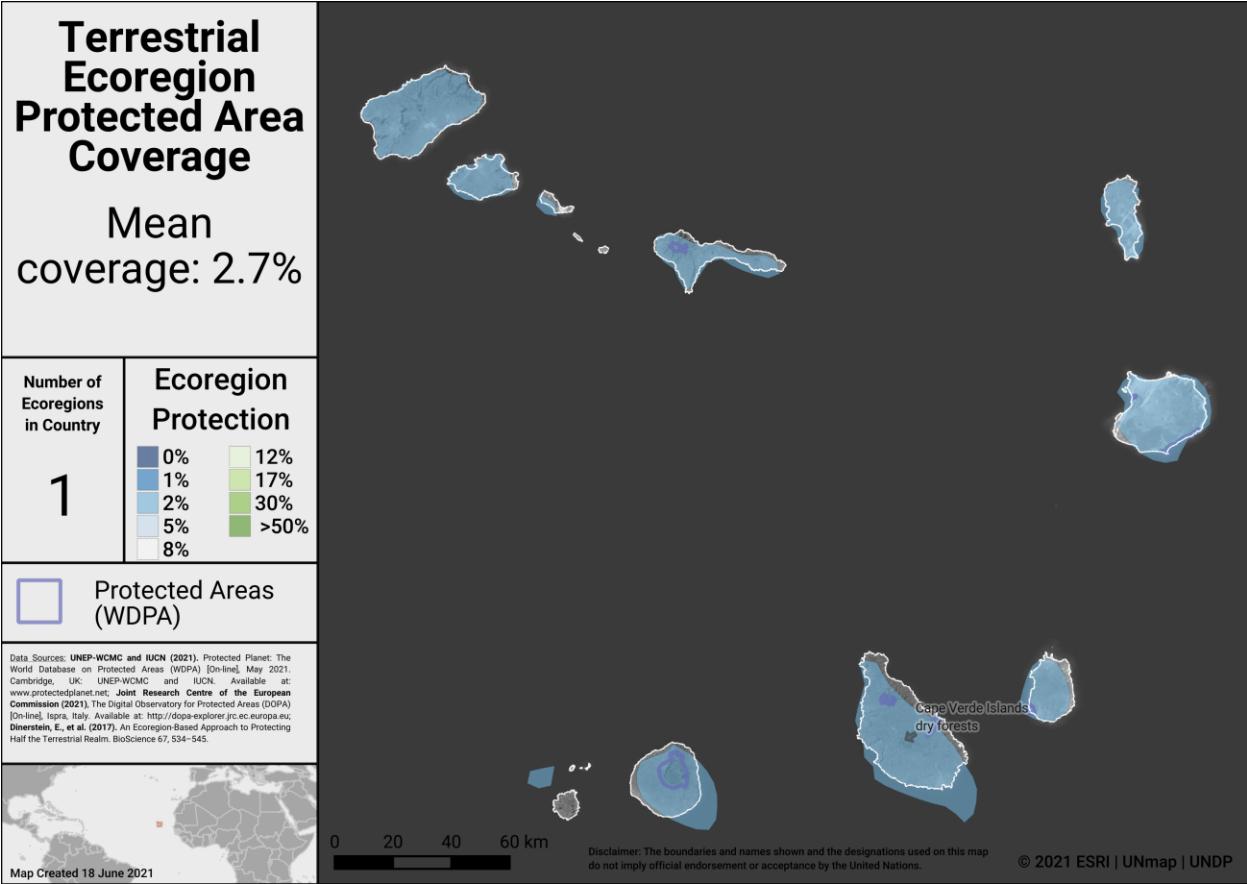 Terrestrial
Ecoregion
Protected Area
Coverage
Mean
coverage: 2.7%
Number of
Ecoregions
in Country
1
Ecoregion
Protection
0%
1%
2%
5%
8%
12%
17%
30%
>50%
Protected Areas
(WDPA)
Data Sources: UNEP-WCMC and IUCN (2021). Protected Planet: The
World Database on Protected Areas (WDPA) [On-line], May 2021.
Cambridge, UK: UNEP-WCMC and IUCN. Available at:
www.protectedplanet.net; Joint Research Centre of the European
Commission (2021), The Digital Observatory for Protected Areas (DOPA)
[On-line], Ispra, Italy. Available at: http://dopa-explorer.jrc.ec.europa.eu;
Dinerstein, E., et al. (2017). An Ecoregion-Based Approach to Protecting
Half the Terrestrial Realm. BioScience 67, 534–545.
Map Created 18 June 2021
Cape Verde Islands
dry forests
0 20 40 60 km
Disclaimer: The boundaries and names shown and the designations used on this map
do not imply official endorsement or acceptance by the United Nations.
© 2021 ESRI | UNmap | UNDP